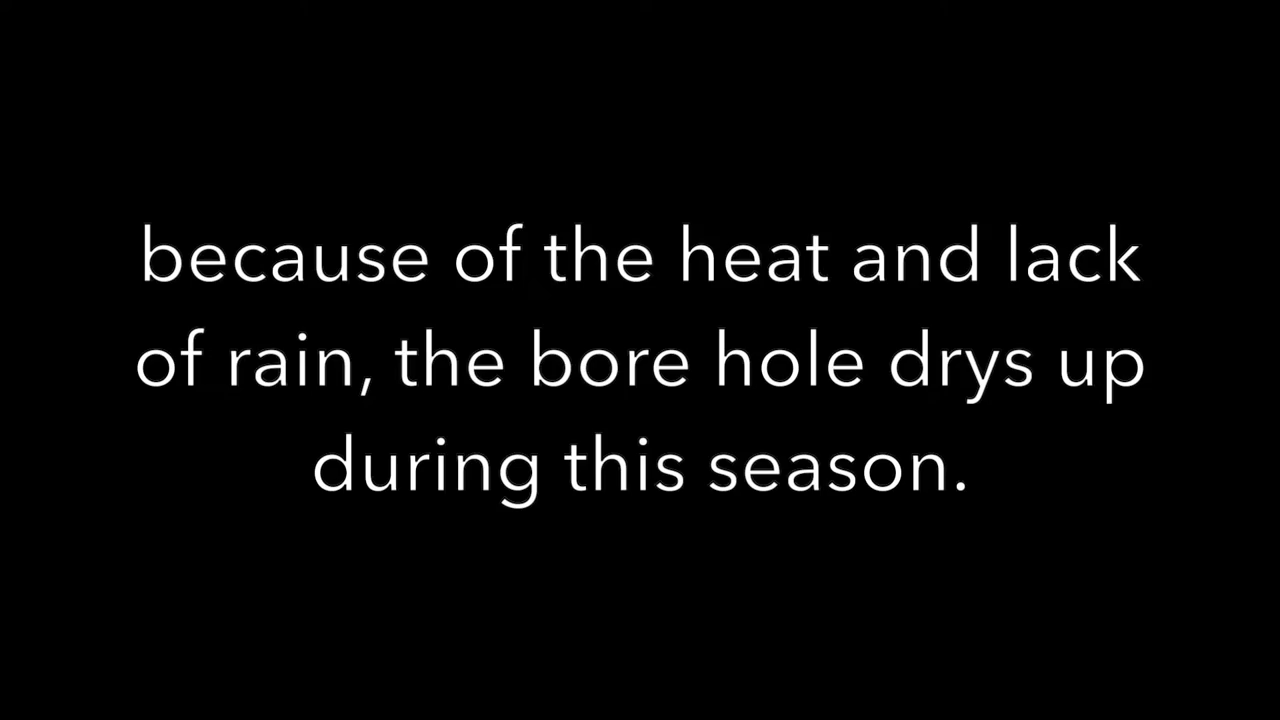 because of the heat and lack
of rain, the bore hole drys up
during this season.